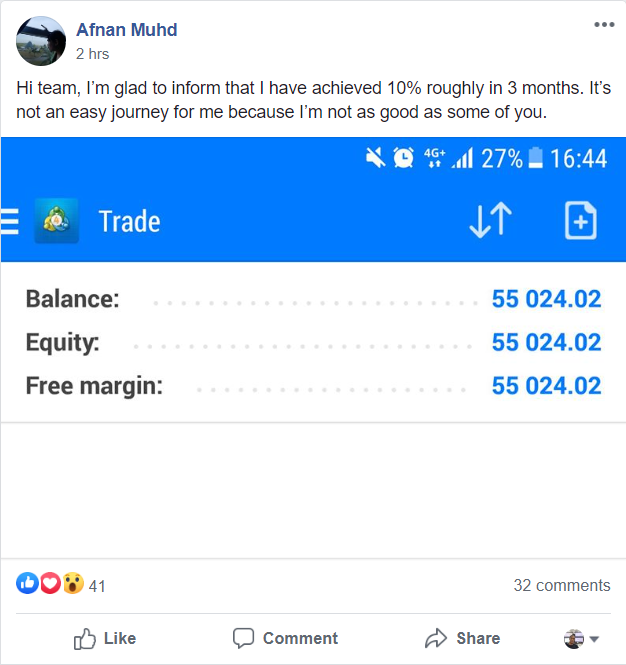 Afnan Muhd
2 hrs
Hi team, I’m glad to inform that I have achieved 10% roughly in 3 months. It’s
not an easy journey for me because I’m not as good as some of you.
4G+ 27% 16:44
Trade
Balance: 55 024.02
Equity: 55 024.02
Free margin: 55 024.02
41 32 comments
Like Comment Share